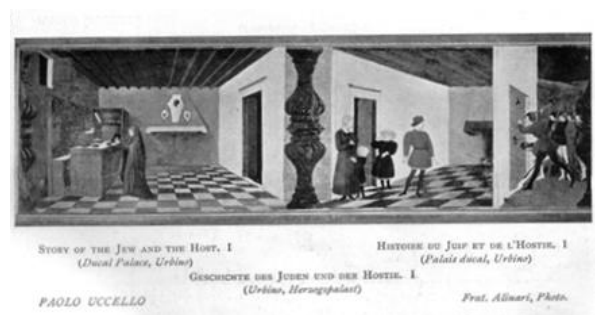 STORY OF THE JEW AND THE HOST. I
(Ducal Palace, Urbino)
HISTOIRE DU JUIF ET DE L'HOSTIE. I
(Palais ducal, Urbino)
GESCHICHTE DES JUDEN UND DER HOSTIE. I
(Urbino, Herzogspalast)
PAOLO UCCELLO
Frat. Alinari, Photo.